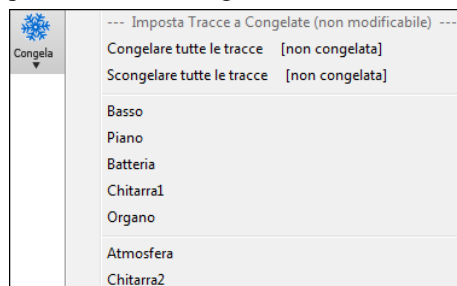 --- Imposta Tracce a Congelate (non modificabile) ---
Congela
Congelare tutte le tracce [non congelata]
Scongelare tutte le tracce [non congelata]
Basso
Piano
Batteria
Chitarra1
Organo
Atmosfera
Chitarra2